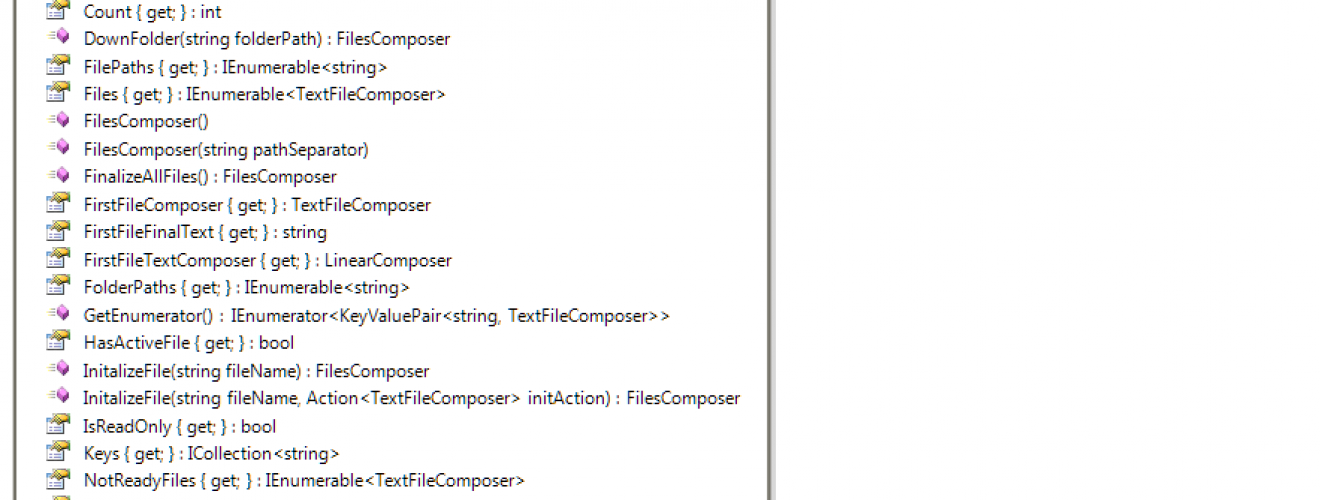 Count { get; } : int
DownFolder(string folderPath) : FilesComposer
FilePaths { get; } : IEnumerable<string>
Files { get; } : IEnumerable<TextFileComposer>
FilesComposer()
FilesComposer(string pathSeparator)
FinalizeAllFiles() : FilesComposer
FirstFileComposer { get; } : TextFileComposer
FirstFileFinalText { get; } : string
FirstFileTextComposer { get; } : LinearComposer
FolderPaths { get; } : IEnumerable<string>
GetEnumerator() : IEnumerator<KeyValuePair<string, TextFileComposer>>
HasActiveFile { get; } : bool
InitalizeFile(string fileName) : FilesComposer
InitalizeFile(string fileName, Action<TextFileComposer> initAction) : FilesComposer
IsReadOnly { get; } : bool
Keys { get; } : ICollection<string>
NotReadyFiles { get; } : IEnumerable<TextFileComposer>